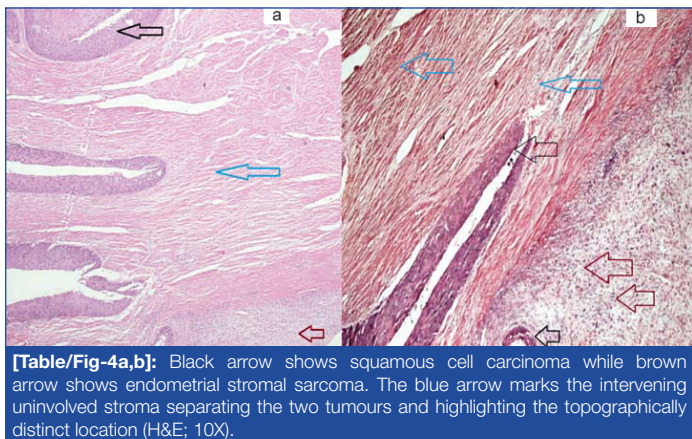 a
b
[Table/Fig-4a,b]: Black arrow shows squamous cell carcinoma while brown
arrow shows endometrial stromal sarcoma. The blue arrow marks the intervening
uninvolved stroma separating the two tumours and highlighting the topographically
distinct location (H&E; 10X).